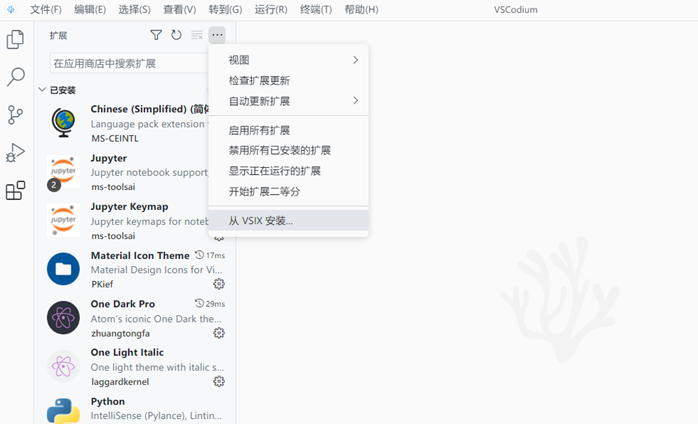 文件(F) 编辑(E) 选择(S) 查看(V) 转到(G) 运行(R) 终端(T) 帮助(H) VSCodium
扩展
在应用商店中搜索扩展
已安装
Chinese (Simplified) (简体
Language pack extension
MS-CEINTL
Jupyter
Jupyter notebook support,
ms-toolsai
2
Jupyter Keymap
Jupyter keymaps for noteb
ms-toolsai
Material Icon Theme 17ms
Material Design Icons for Vi...
PKief
One Dark Pro 29ms
Atom's iconic One Dark the...
zhuangtongfa
One Light Italic
One light theme with italic s...
laggardkernel
Python
IntelliSense (Pylance), Lintin...
视图
检查扩展更新
自动更新扩展
启用所有扩展
禁用所有已安装的扩展
显示正在运行的扩展
开始扩展二等分
从 VSIX 安装...